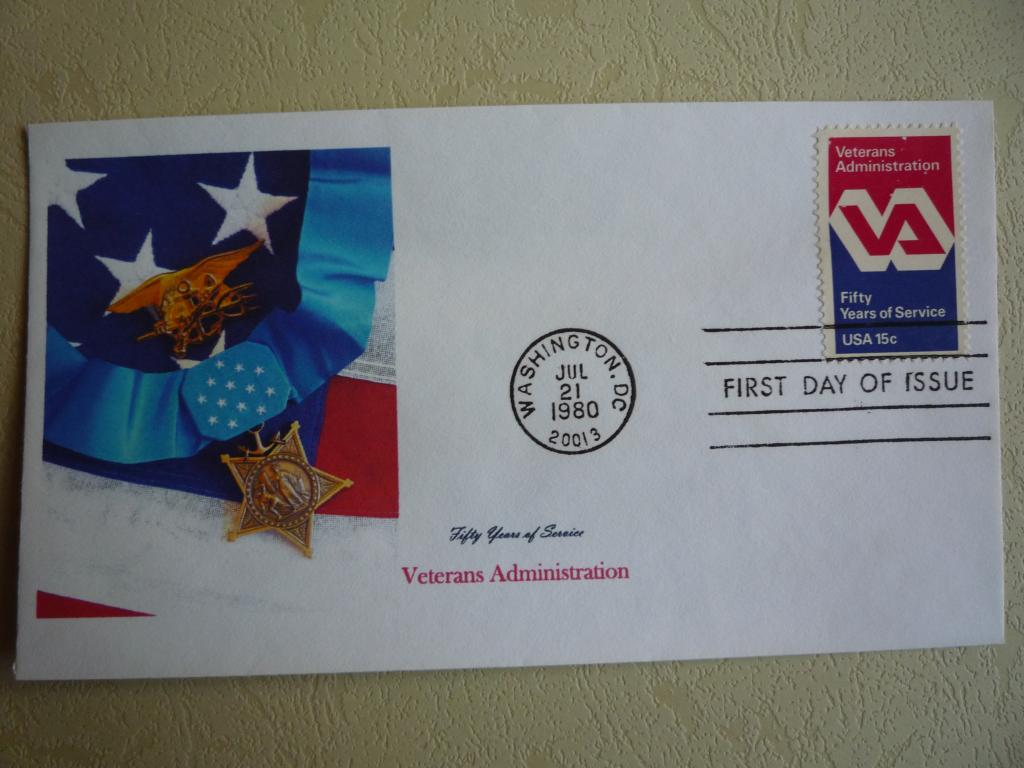 Veterans
Administration
VA
Fifty
Years of Service
USA 15c
WASHINGTON, DC
JUL
21
1980
20013
FIRST DAY OF ISSUE
Fifty Years of Service
Veterans Administration